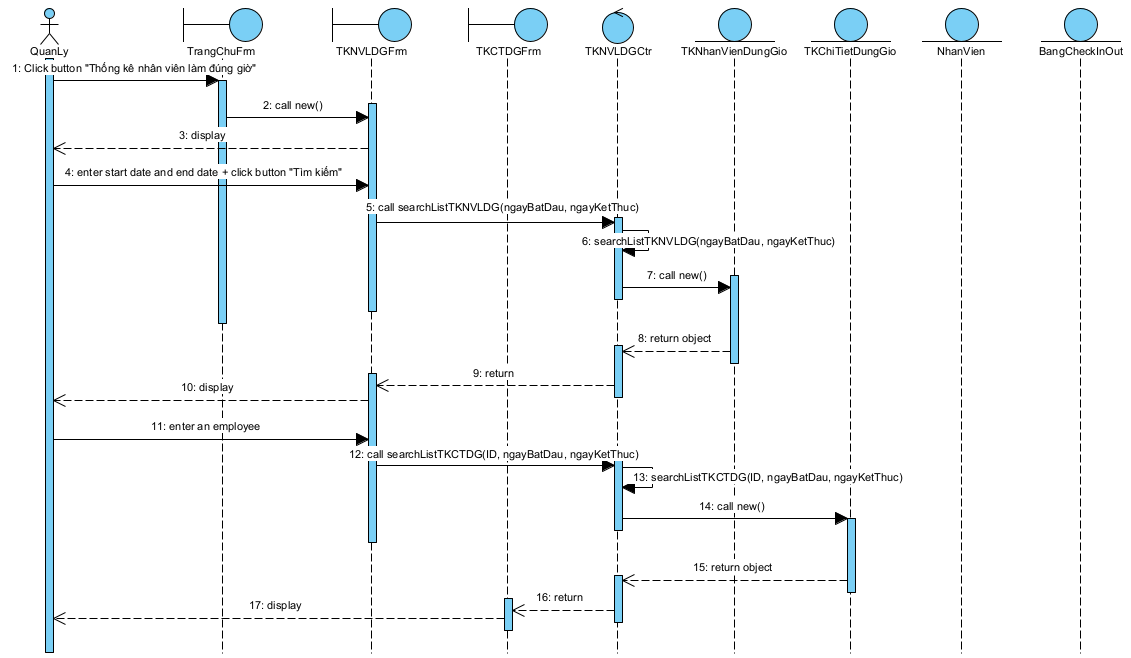 QuanLy
TrangChuFrm
TKNVLDGFrm
TKCTDGFrm
TKNVLDGCtr
TKNhanVienDungGio
TKChiTietDungGio
NhanVien
BangCheckInOut
1: Click button "Thống kê nhân viên làm đúng giờ"
2: call new()
3: display
4: enter start date and end date + click button "Tìm kiếm"
5: call searchListTKNVLDG(ngayBatDau, ngayKetThuc)
6: searchListTKNVLDG(ngayBatDau, ngayKetThuc)
7: call new()
8: return object
9: return
10: display
11: enter an employee
12: call searchListTKCTDG(ID, ngayBatDau, ngayKetThuc)
13: searchListTKCTDG(ID, ngayBatDau, ngayKetThuc)
14: call new()
15: return object
16: return
17: display